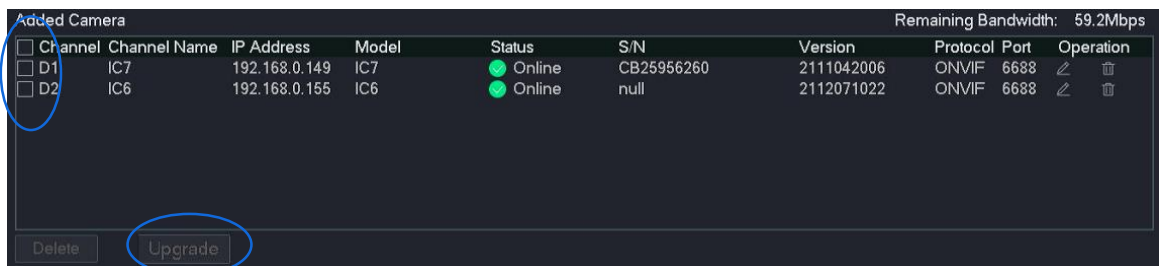 Added Camera Remaining Bandwidth: 59.2Mbps
Channel Channel Name IP Address Model Status S/N Version Protocol Port Operation
D1 IC7 192.168.0.149 IC7 Online CB25956260 2111042006 ONVIF 6688
D2 IC6 192.168.0.155 IC6 Online null 2112071022 ONVIF 6688
Delete Upgrade